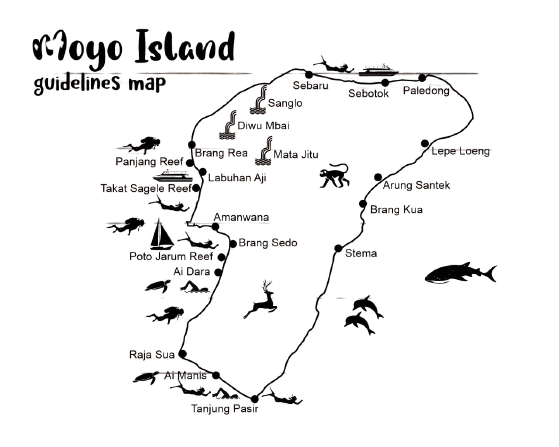 Moyo Island
guidelines map
Sebaru
Sebotok
Paledong
Sanglo
Diwu Mbai
Brang Rea
Mata Jitu
Lepe Loeng
Panjang Reef
Labuhan Aji
Takat Sagele Reef
Arung Santek
Brang Kua
Amanwana
Brang Sedo
Stema
Poto Jarum Reef
Ai Dara
Raja Sua
Ai Manis
Tanjung Pasir